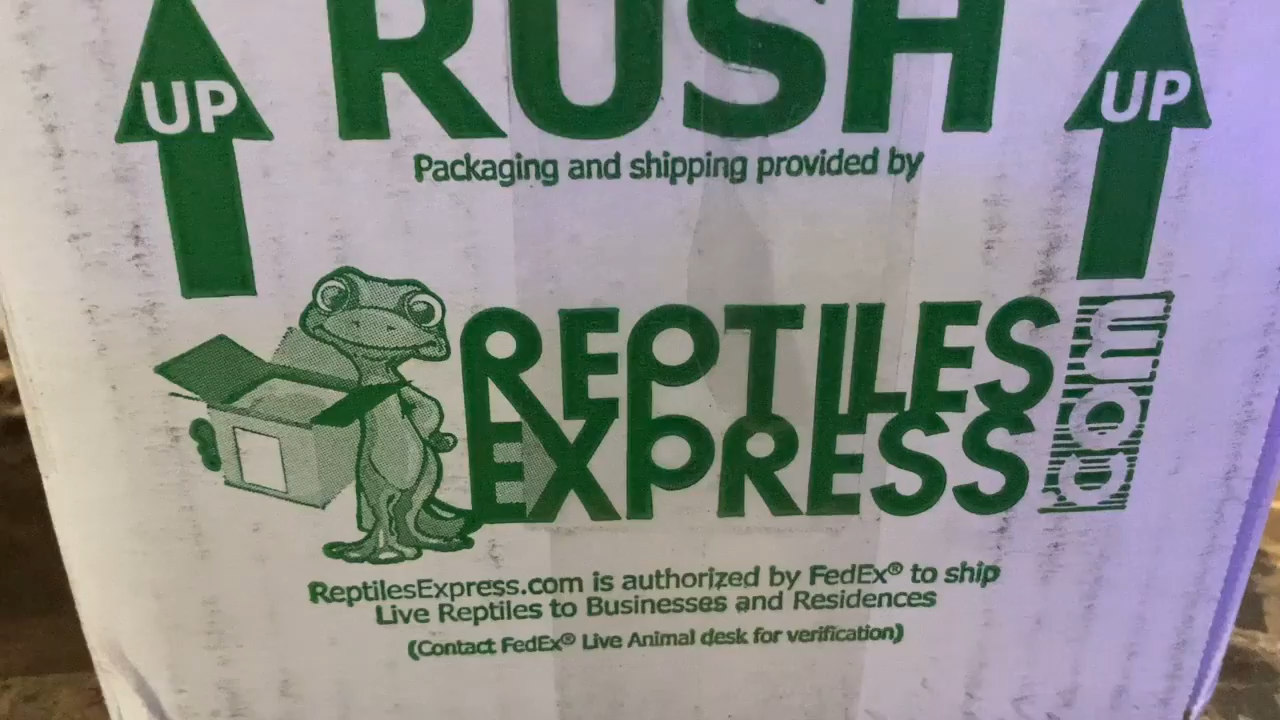 RUSH
UP UP
Packaging and shipping provided by
REPTILES
EXPRESS
.com
ReptilesExpress.com is authorized by FedEx® to ship
Live Reptiles to Businesses and Residences
(Contact FedEx® Live Animal desk for verification)